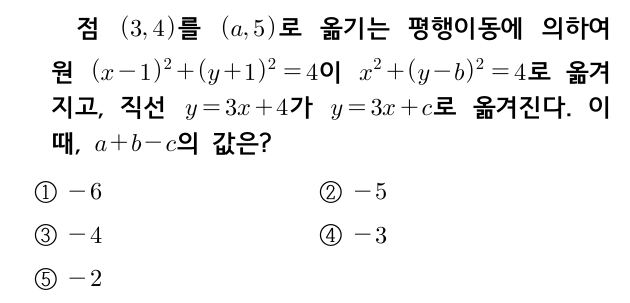 점 (3, 4)를 (a, 5)로 옮기는 평행이동에 의하여
원 (x-1)²+(y+1)²=4이 x²+(y-b)²=4로 옮겨
지고, 직선 y=3x+4가 y=3x+c로 옮겨진다. 이
때, a+b-c의 값은?
① -6 ② -5
③ -4 ④ -3
⑤ -2